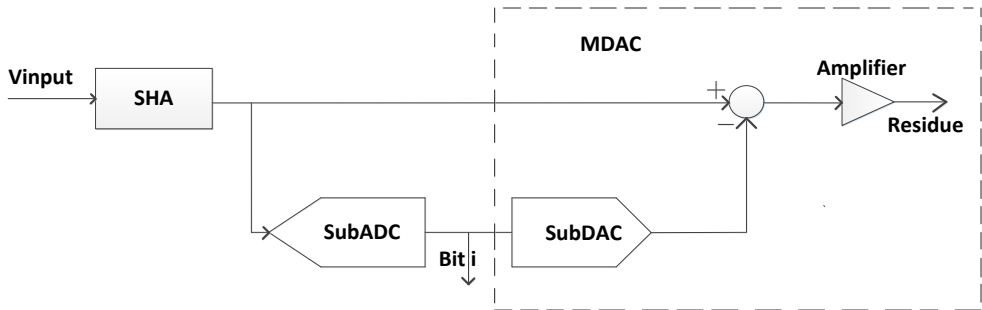 MDAC
Vinput
SHA
+
−
Amplifier
Residue
SubADC
Bit i
SubDAC